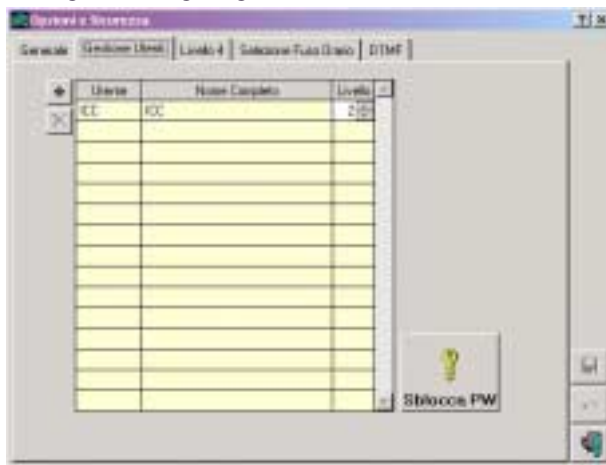 Opzioni e Sicurezza
Generale Gestione Utenti Livello 4 Selezione Fuso Orario DTMF
Utente Nome Completo Livello
ICC ICC 2
Sblocca PW